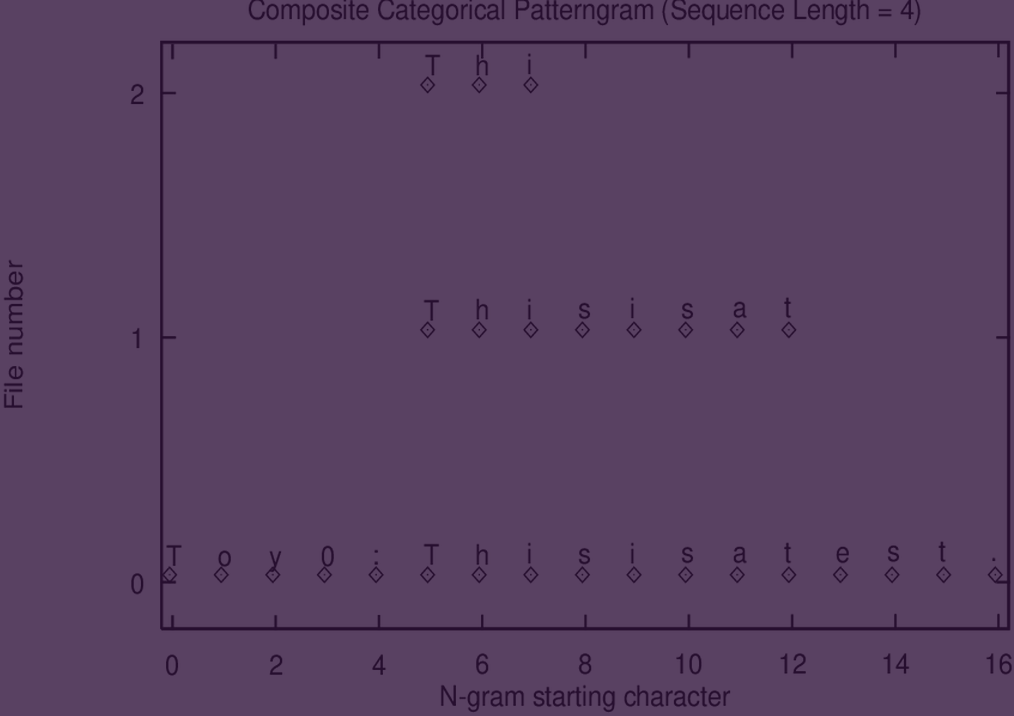 Composite Categorical Patterngram (Sequence Length = 4)
2
T h i
1
T h i s i s a t
0
T o y 0 : T h i s i s a t e s t .
0 2 4 6 8 10 12 14 16
N-gram starting character
File number